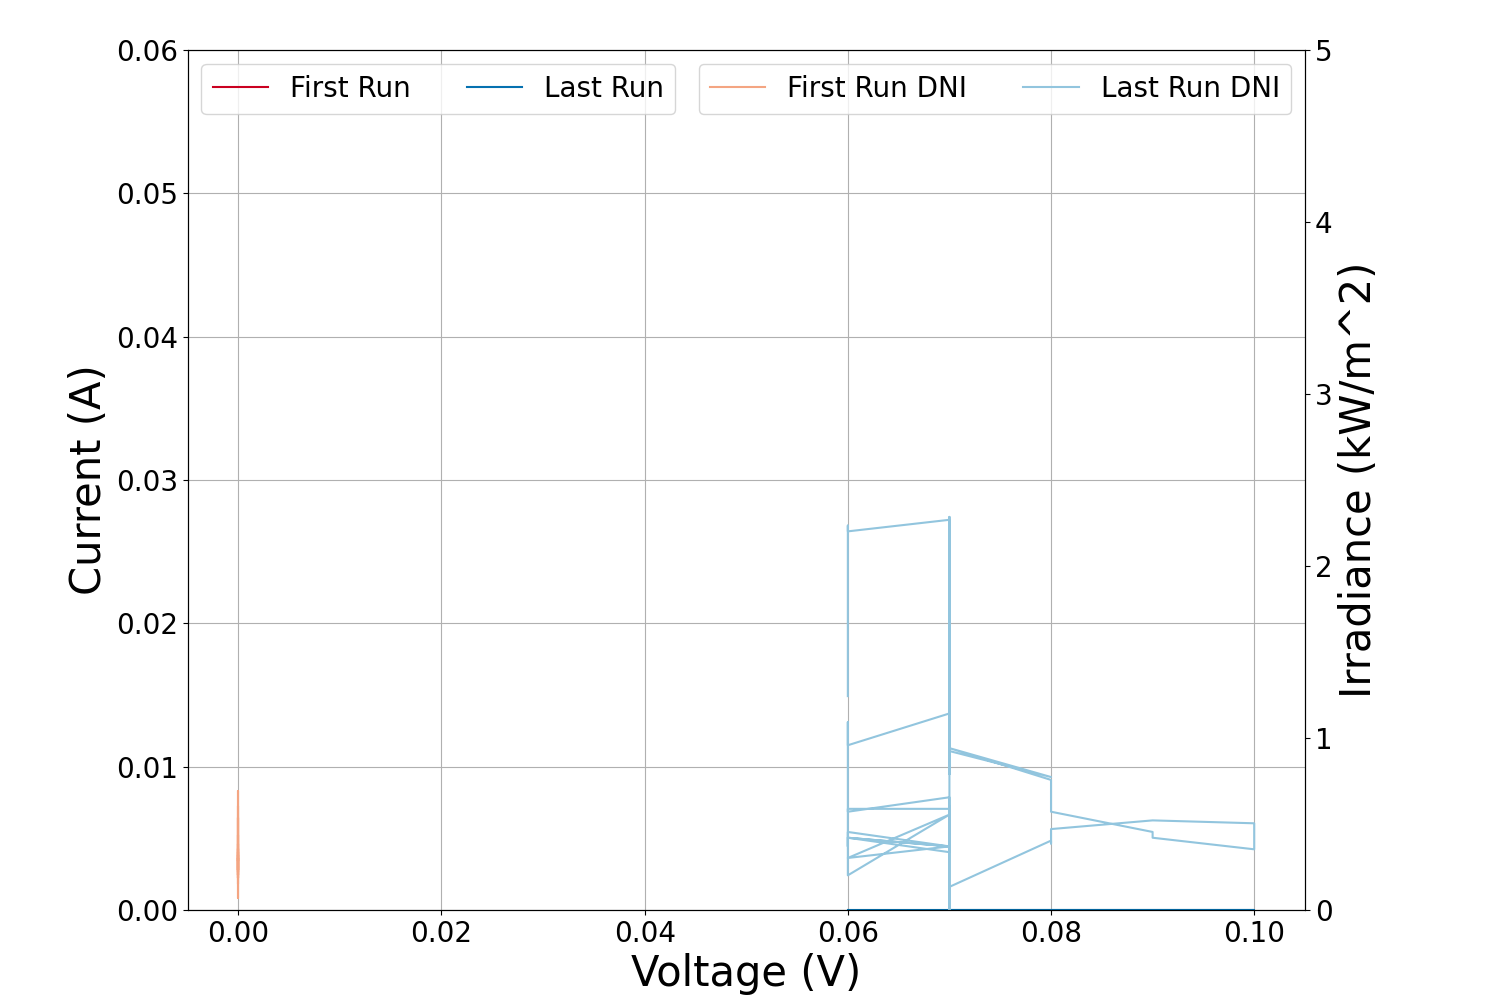 First Run
Last Run
First Run DNI
Last Run DNI
0.06
0.05
0.04
0.03
0.02
0.01
0.00
Current (A)
5
4
3
2
1
0
Irradiance (kW/m^2)
0.00
0.02
0.04
0.06
0.08
0.10
Voltage (V)